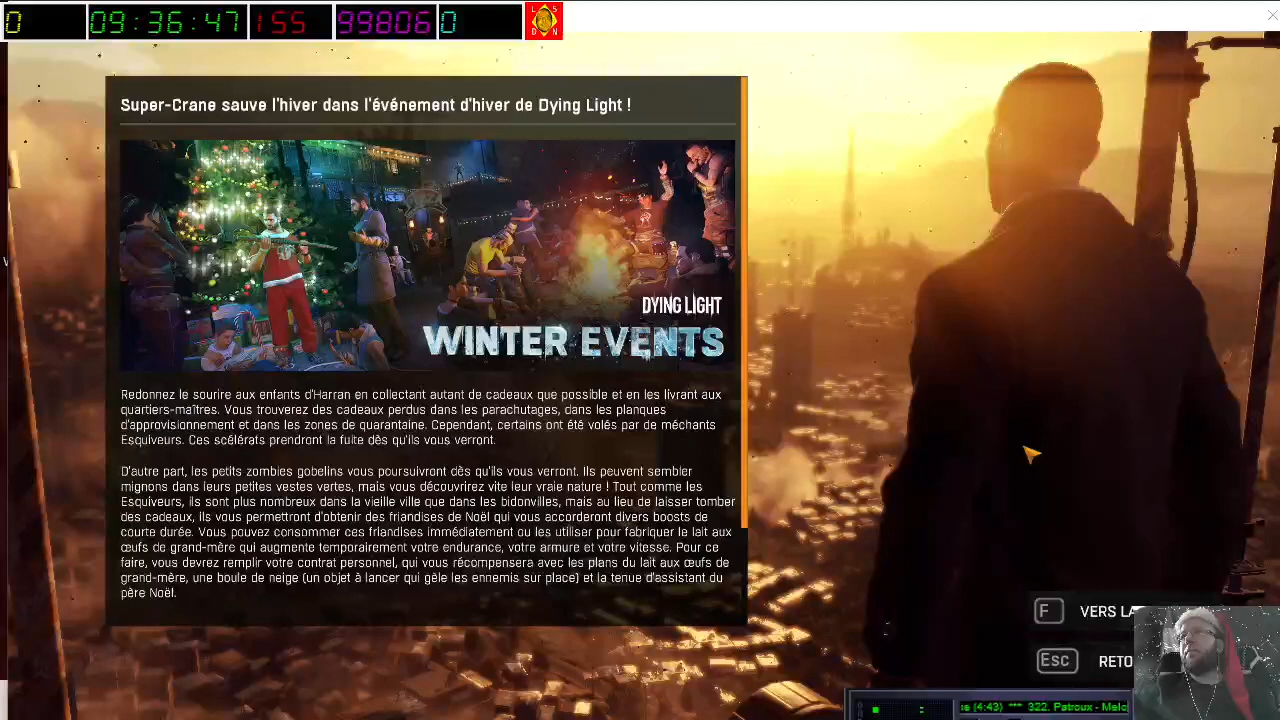 0 09:36:47 155 99806 0
L S
D N
Super-Crane sauve l'hiver dans l'événement d'hiver de Dying Light !
DYING LIGHT
WINTER EVENTS
Redonnez le sourire aux enfants d'Harran en collectant autant de cadeaux que possible et en les livrant aux
quartiers-maîtres. Vous trouverez des cadeaux perdus dans les parachutages, dans les planques
d'approvisionnement et dans les zones de quarantaine. Cependant, certains ont été volés par de méchants
Esquiveurs. Ces scélérats prendront la fuite dès qu'ils vous verront.
D'autre part, les petits zombies gobelins vous poursuivront dès qu'ils vous verront. Ils peuvent sembler
mignons dans leurs petites vestes vertes, mais vous découvrirez vite leur vraie nature ! Tout comme les
Esquiveurs, ils sont plus nombreux dans la vieille ville que dans les bidonvilles, mais au lieu de laisser tomber
des cadeaux, ils vous permettront d'obtenir des friandises de Noël qui vous accorderont divers boosts de
courte durée. Vous pouvez consommer ces friandises immédiatement ou les utiliser pour fabriquer le lait aux
œufs de grand-mère qui augmente temporairement votre endurance, votre armure et votre vitesse. Pour ce
faire, vous devrez remplir votre contrat personnel, qui vous récompensera avec les plans du lait aux œufs de
grand-mère, une boule de neige (un objet à lancer qui gèle les ennemis sur place) et la tenue d'assistant du
père Noël.
F VERS LA
Esc RETO
(4:43) *** 322. Patroux - Melc